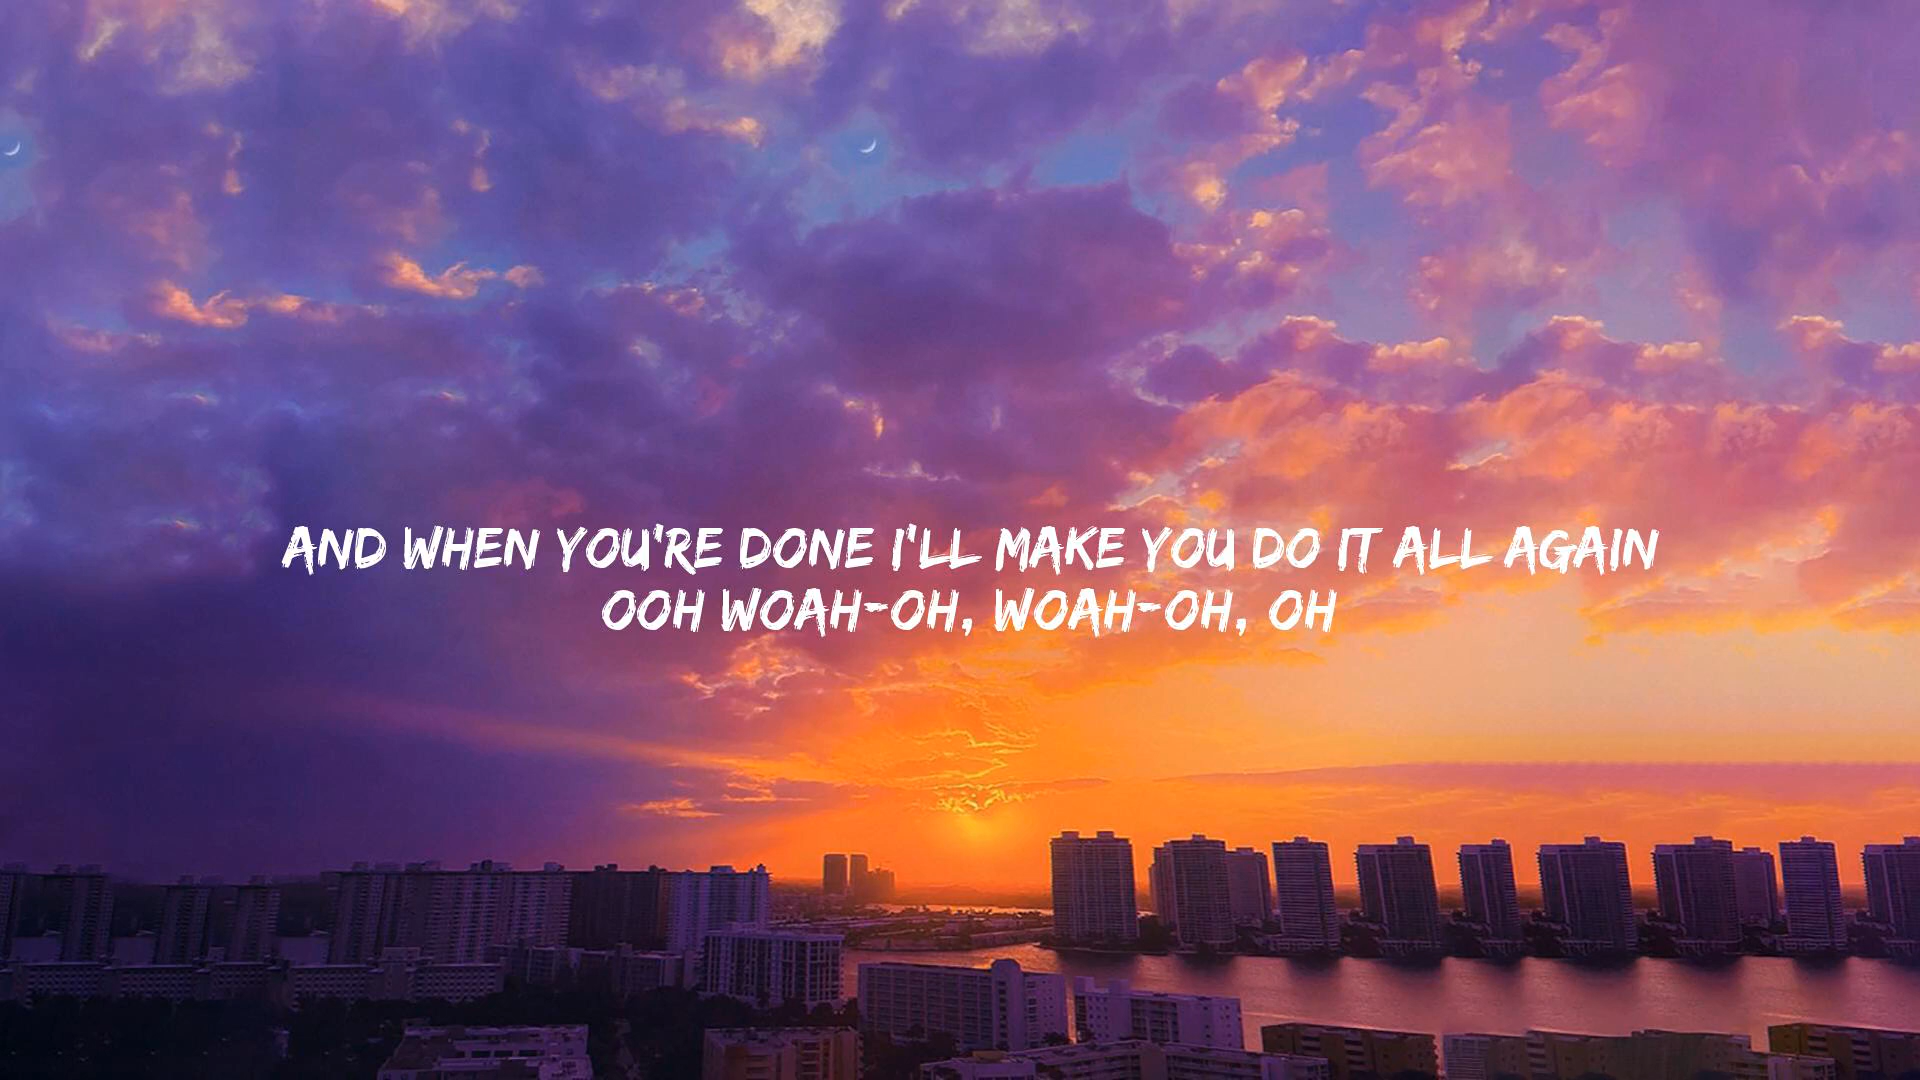 AND WHEN YOU'RE DONE I'LL MAKE YOU DO IT ALL AGAIN
OOH WOAH-OH, WOAH-OH, OH